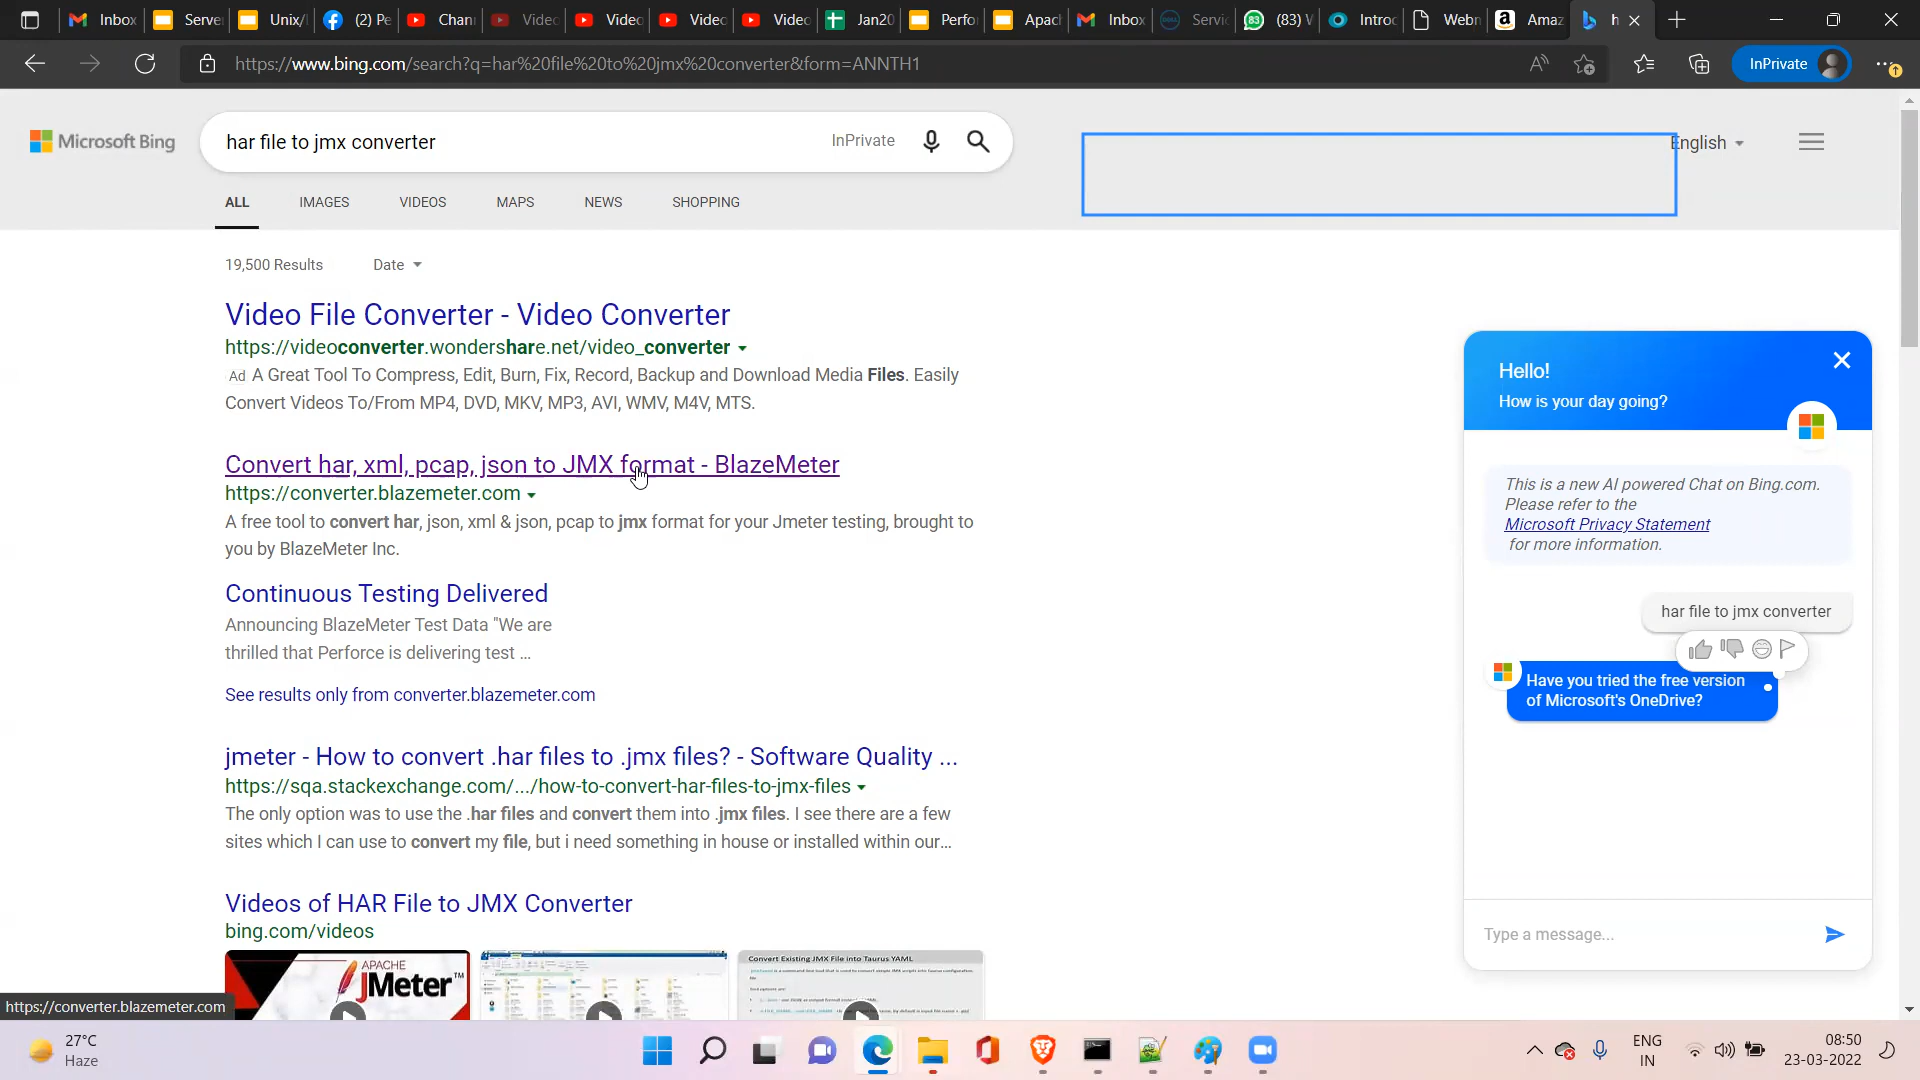 Inbox
Serve
Unix/
(2) Pe
Chan
Video
Video
Video
Video
Jan20
Perfo
Apac
Inbox
Servic
(83) W
Introc
Webn
Amaz
h
https://www.bing.com/search?q=har%20file%20to%20jmx%20converter&form=ANNTH1
InPrivate
Microsoft Bing
har file to jmx converter
InPrivate
English
ALL
IMAGES
VIDEOS
MAPS
NEWS
SHOPPING
19,500 Results
Date
Video File Converter - Video Converter
https://videoconverter.wondershare.net/video_converter
Ad A Great Tool To Compress, Edit, Burn, Fix, Record, Backup and Download Media Files. Easily
Convert Videos To/From MP4, DVD, MKV, MP3, AVI, WMV, M4V, MTS.
Convert har, xml, pcap, json to JMX format - BlazeMeter
https://converter.blazemeter.com
A free tool to convert har, json, xml & json, pcap to jmx format for your Jmeter testing, brought to
you by BlazeMeter Inc.
Continuous Testing Delivered
Announcing BlazeMeter Test Data "We are
thrilled that Perforce is delivering test ...
See results only from converter.blazemeter.com
jmeter - How to convert .har files to .jmx files? - Software Quality ...
https://sqa.stackexchange.com/.../how-to-convert-har-files-to-jmx-files
The only option was to use the .har files and convert them into .jmx files. I see there are a few
sites which I can use to convert my file, but i need something in house or installed within our...
Videos of HAR File to JMX Converter
bing.com/videos
APACHE
JMeter™
Convert Existing JMX File into Taurus YAML
Hello!
How is your day going?
This is a new AI powered Chat on Bing.com.
Please refer to the
Microsoft Privacy Statement
for more information.
har file to jmx converter
Have you tried the free version
of Microsoft's OneDrive?
Type a message...
https://converter.blazemeter.com
27°C
Haze
ENG
IN
08:50
23-03-2022